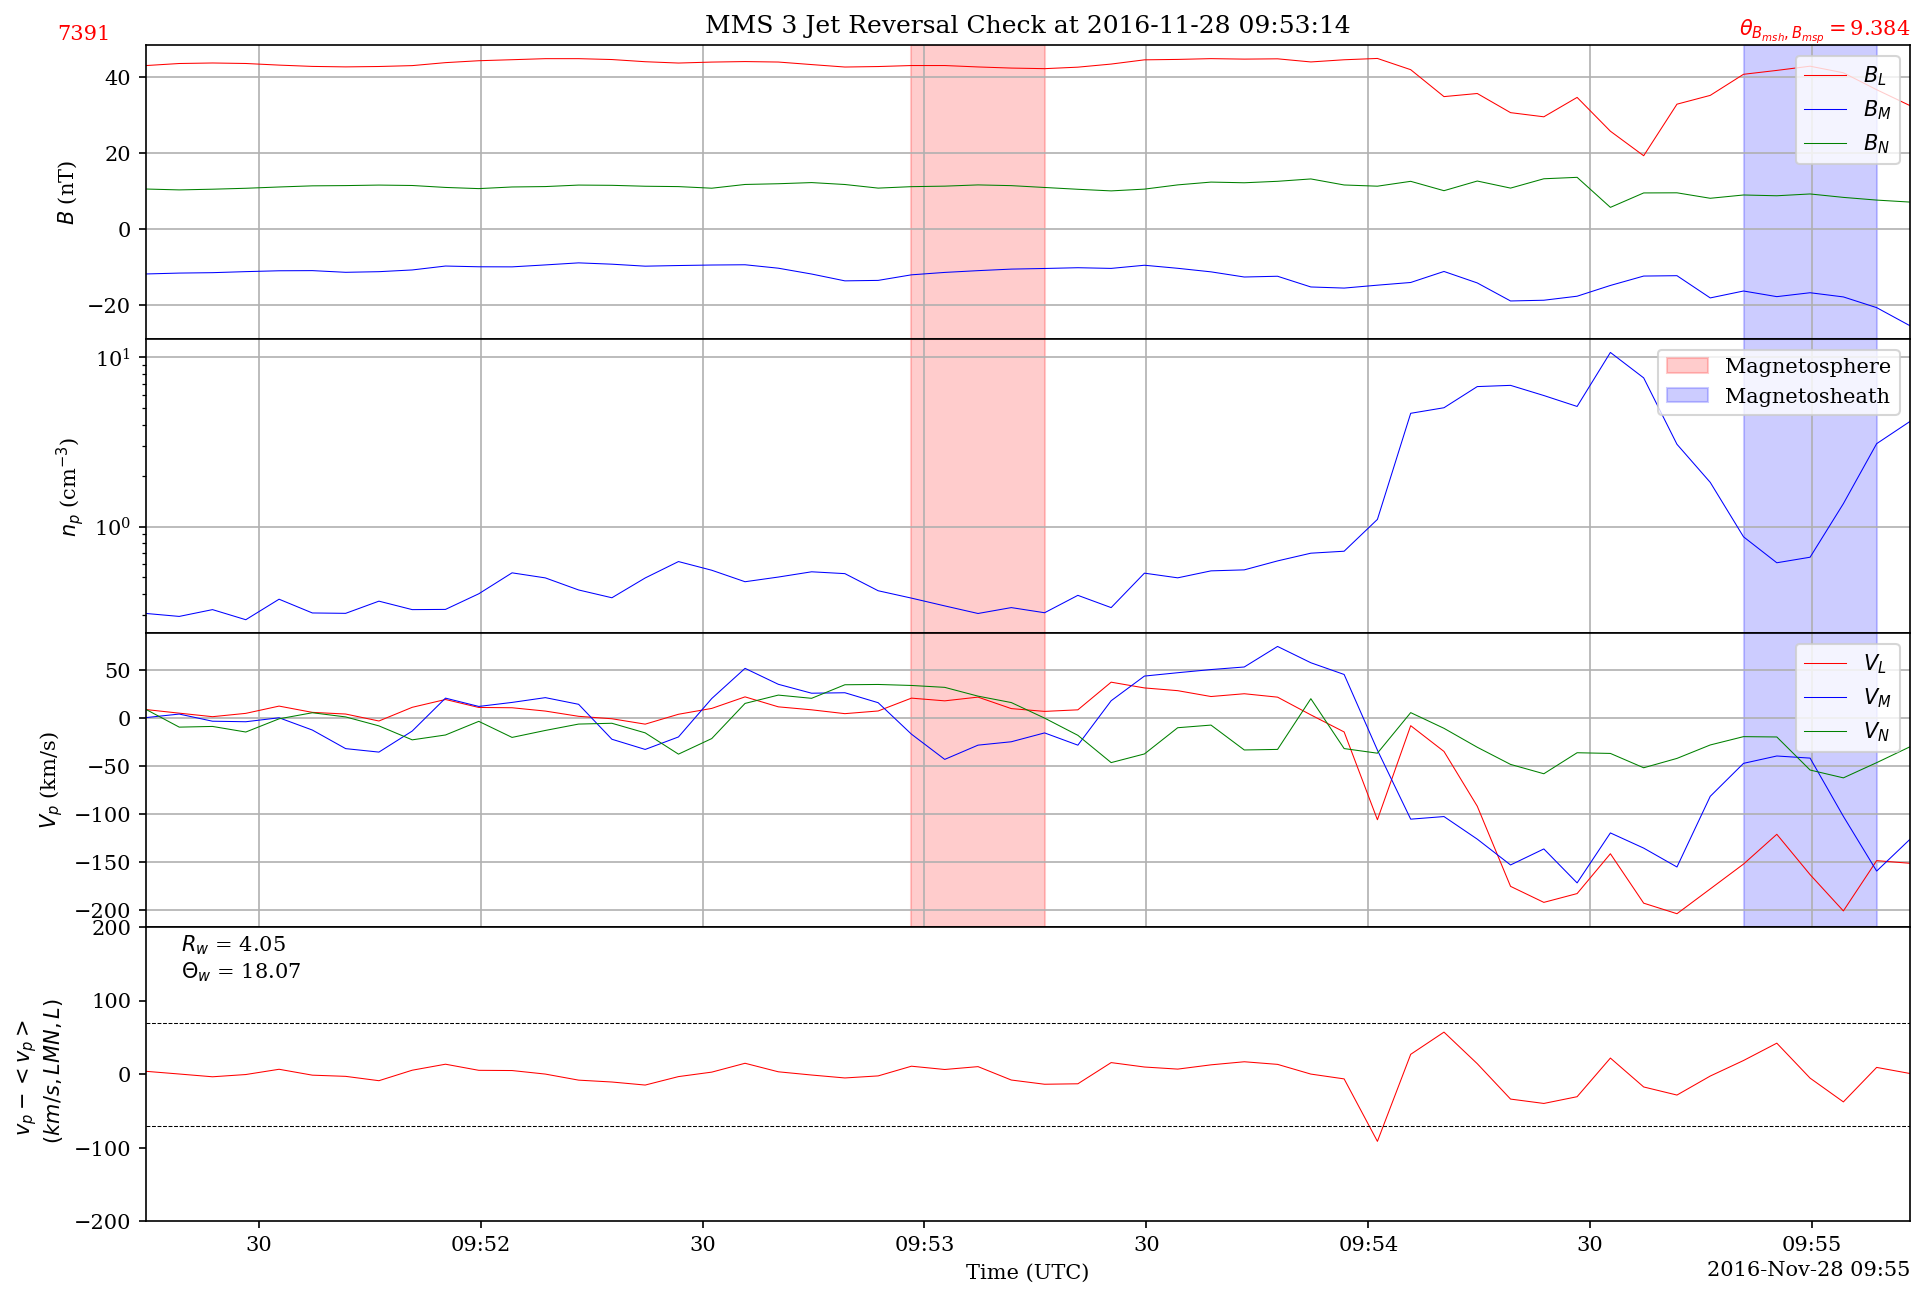 MMS 3 Jet Reversal Check at 2016-11-28 09:53:14
7391
θ_{B_{msh}, B_{msp}} = 9.384
40
20
0
−20
B (nT)
B_L
B_M
B_N
10^1
10^0
n_p (cm^{−3})
Magnetosphere
Magnetosheath
50
0
−50
−100
−150
−200
V_p (km/s)
V_L
V_M
V_N
200
100
0
−100
−200
v_p − < v_p >
(km/s, LMN, L)
R_w = 4.05
Θ_w = 18.07
30 09:52 30 09:53 30 09:54 30 09:55
Time (UTC)
2016-Nov-28 09:55